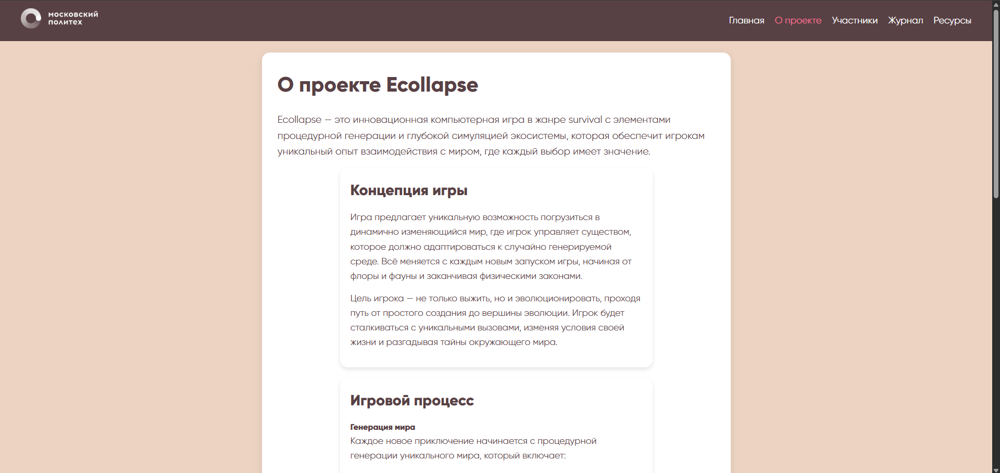 московский
политех
Главная О проекте Участники Журнал Ресурсы
О проекте Ecollapse
Ecollapse — это инновационная компьютерная игра в жанре survival с элементами
процедурной генерации и глубокой симуляцией экосистемы, которая обеспечит игрокам
уникальный опыт взаимодействия с миром, где каждый выбор имеет значение.
Концепция игры
Игра предлагает уникальную возможность погрузиться в
динамично изменяющийся мир, где игрок управляет существом,
которое должно адаптироваться к случайно генерируемой
среде. Всё меняется с каждым новым запуском игры, начиная от
флоры и фауны и заканчивая физическими законами.
Цель игрока — не только выжить, но и эволюционировать, проходя
путь от простого создания до вершины эволюции. Игрок будет
сталкиваться с уникальными вызовами, изменяя условия своей
жизни и разгадывая тайны окружающего мира.
Игровой процесс
Генерация мира
Каждое новое приключение начинается с процедурной
генерации уникального мира, который включает: